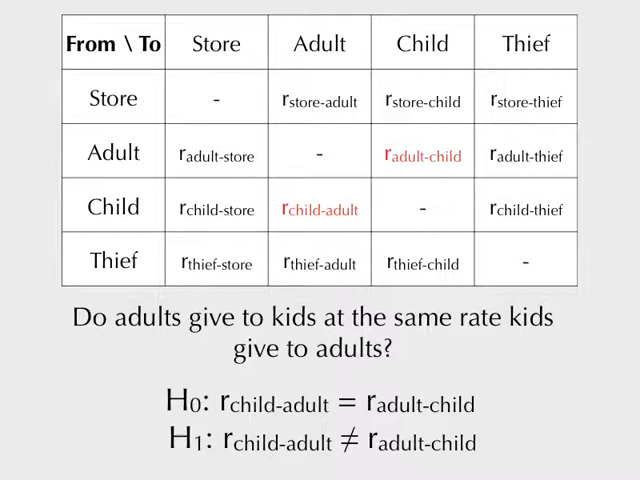 From \ To Store Adult Child Thief
Store - rstore-adult rstore-child rstore-thief
Adult radult-store - radult-child radult-thief
Child rchild-store rchild-adult - rchild-thief
Thief rthief-store rthief-adult rthief-child -
Do adults give to kids at the same rate kids
give to adults?
H0: rchild-adult = radult-child
H1: rchild-adult ≠ radult-child